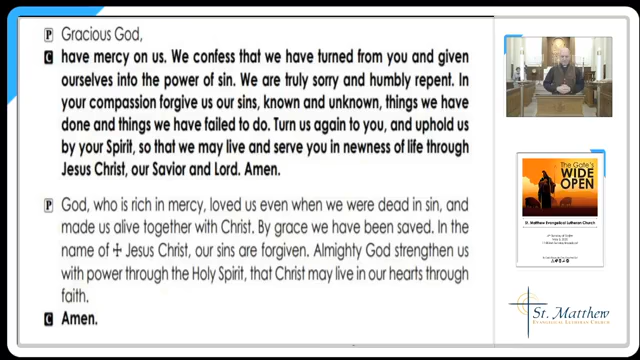 P Gracious God,
C have mercy on us. We confess that we have turned from you and given
ourselves into the power of sin. We are truly sorry and humbly repent. In
your compassion forgive us our sins, known and unknown, things we have
done and things we have failed to do. Turn us again to you, and uphold us
by your Spirit, so that we may live and serve you in newness of life through
Jesus Christ, our Savior and Lord. Amen.
P God, who is rich in mercy, loved us even when we were dead in sin, and
made us alive together with Christ. By grace we have been saved. In the
name of ☩ Jesus Christ, our sins are forgiven. Almighty God strengthen us
with power through the Holy Spirit, that Christ may live in our hearts through
faith.
C Amen.
The Gate's
WIDE
OPEN
St. Matthew Evangelical Lutheran Church
St. Matthew
EVANGELICAL LUTHERAN CHURCH